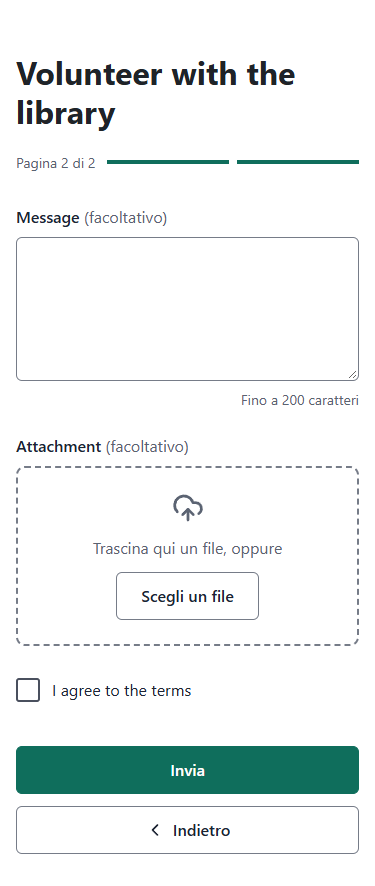 Volunteer with the
library
Pagina 2 di 2
Message (facoltativo)
Fino a 200 caratteri
Attachment (facoltativo)
Trascina qui un file, oppure
Scegli un file
I agree to the terms
Invia
Indietro